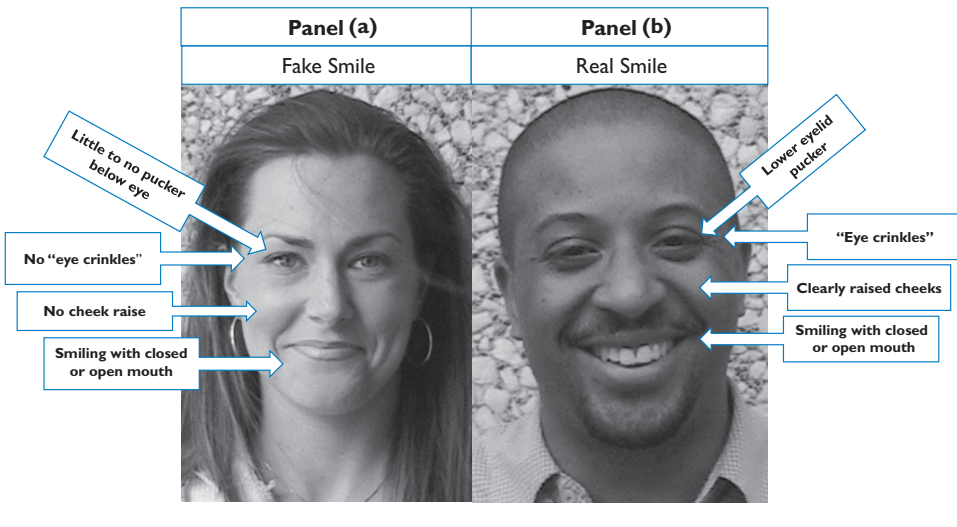 Panel (a)
Panel (b)
Fake Smile
Real Smile
Little to no pucker
below eye
No “eye crinkles”
No cheek raise
Smiling with closed
or open mouth
Lower eyelid
pucker
“Eye crinkles”
Clearly raised cheeks
Smiling with closed
or open mouth